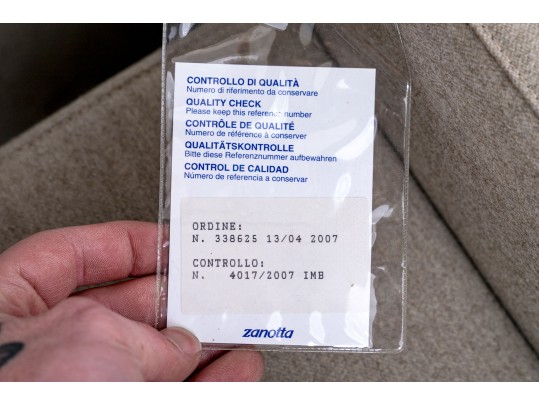 CONTROLLO DI QUALITÀ
Numero di riferimento da conservare
QUALITY CHECK
Please keep this reference number
CONTRÔLE DE QUALITÉ
Numero de référence à conserver
QUALITÄTSKONTROLLE
Bitte diese Referenznummer aufbewahren
CONTROL DE CALIDAD
Número de referencia a conservar
ORDINE:
N. 338625 13/04 2007
CONTROLLO:
N. 4017/2007 IMB
zanotta